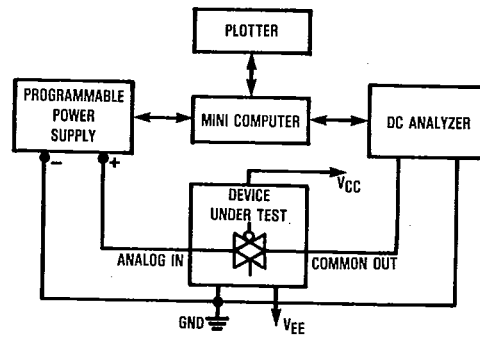 PLOTTER
PROGRAMMABLE
POWER
SUPPLY
MINI COMPUTER
DC ANALYZER
- +
DEVICE
UNDER TEST
VCC
ANALOG IN
COMMON OUT
GND
VEE